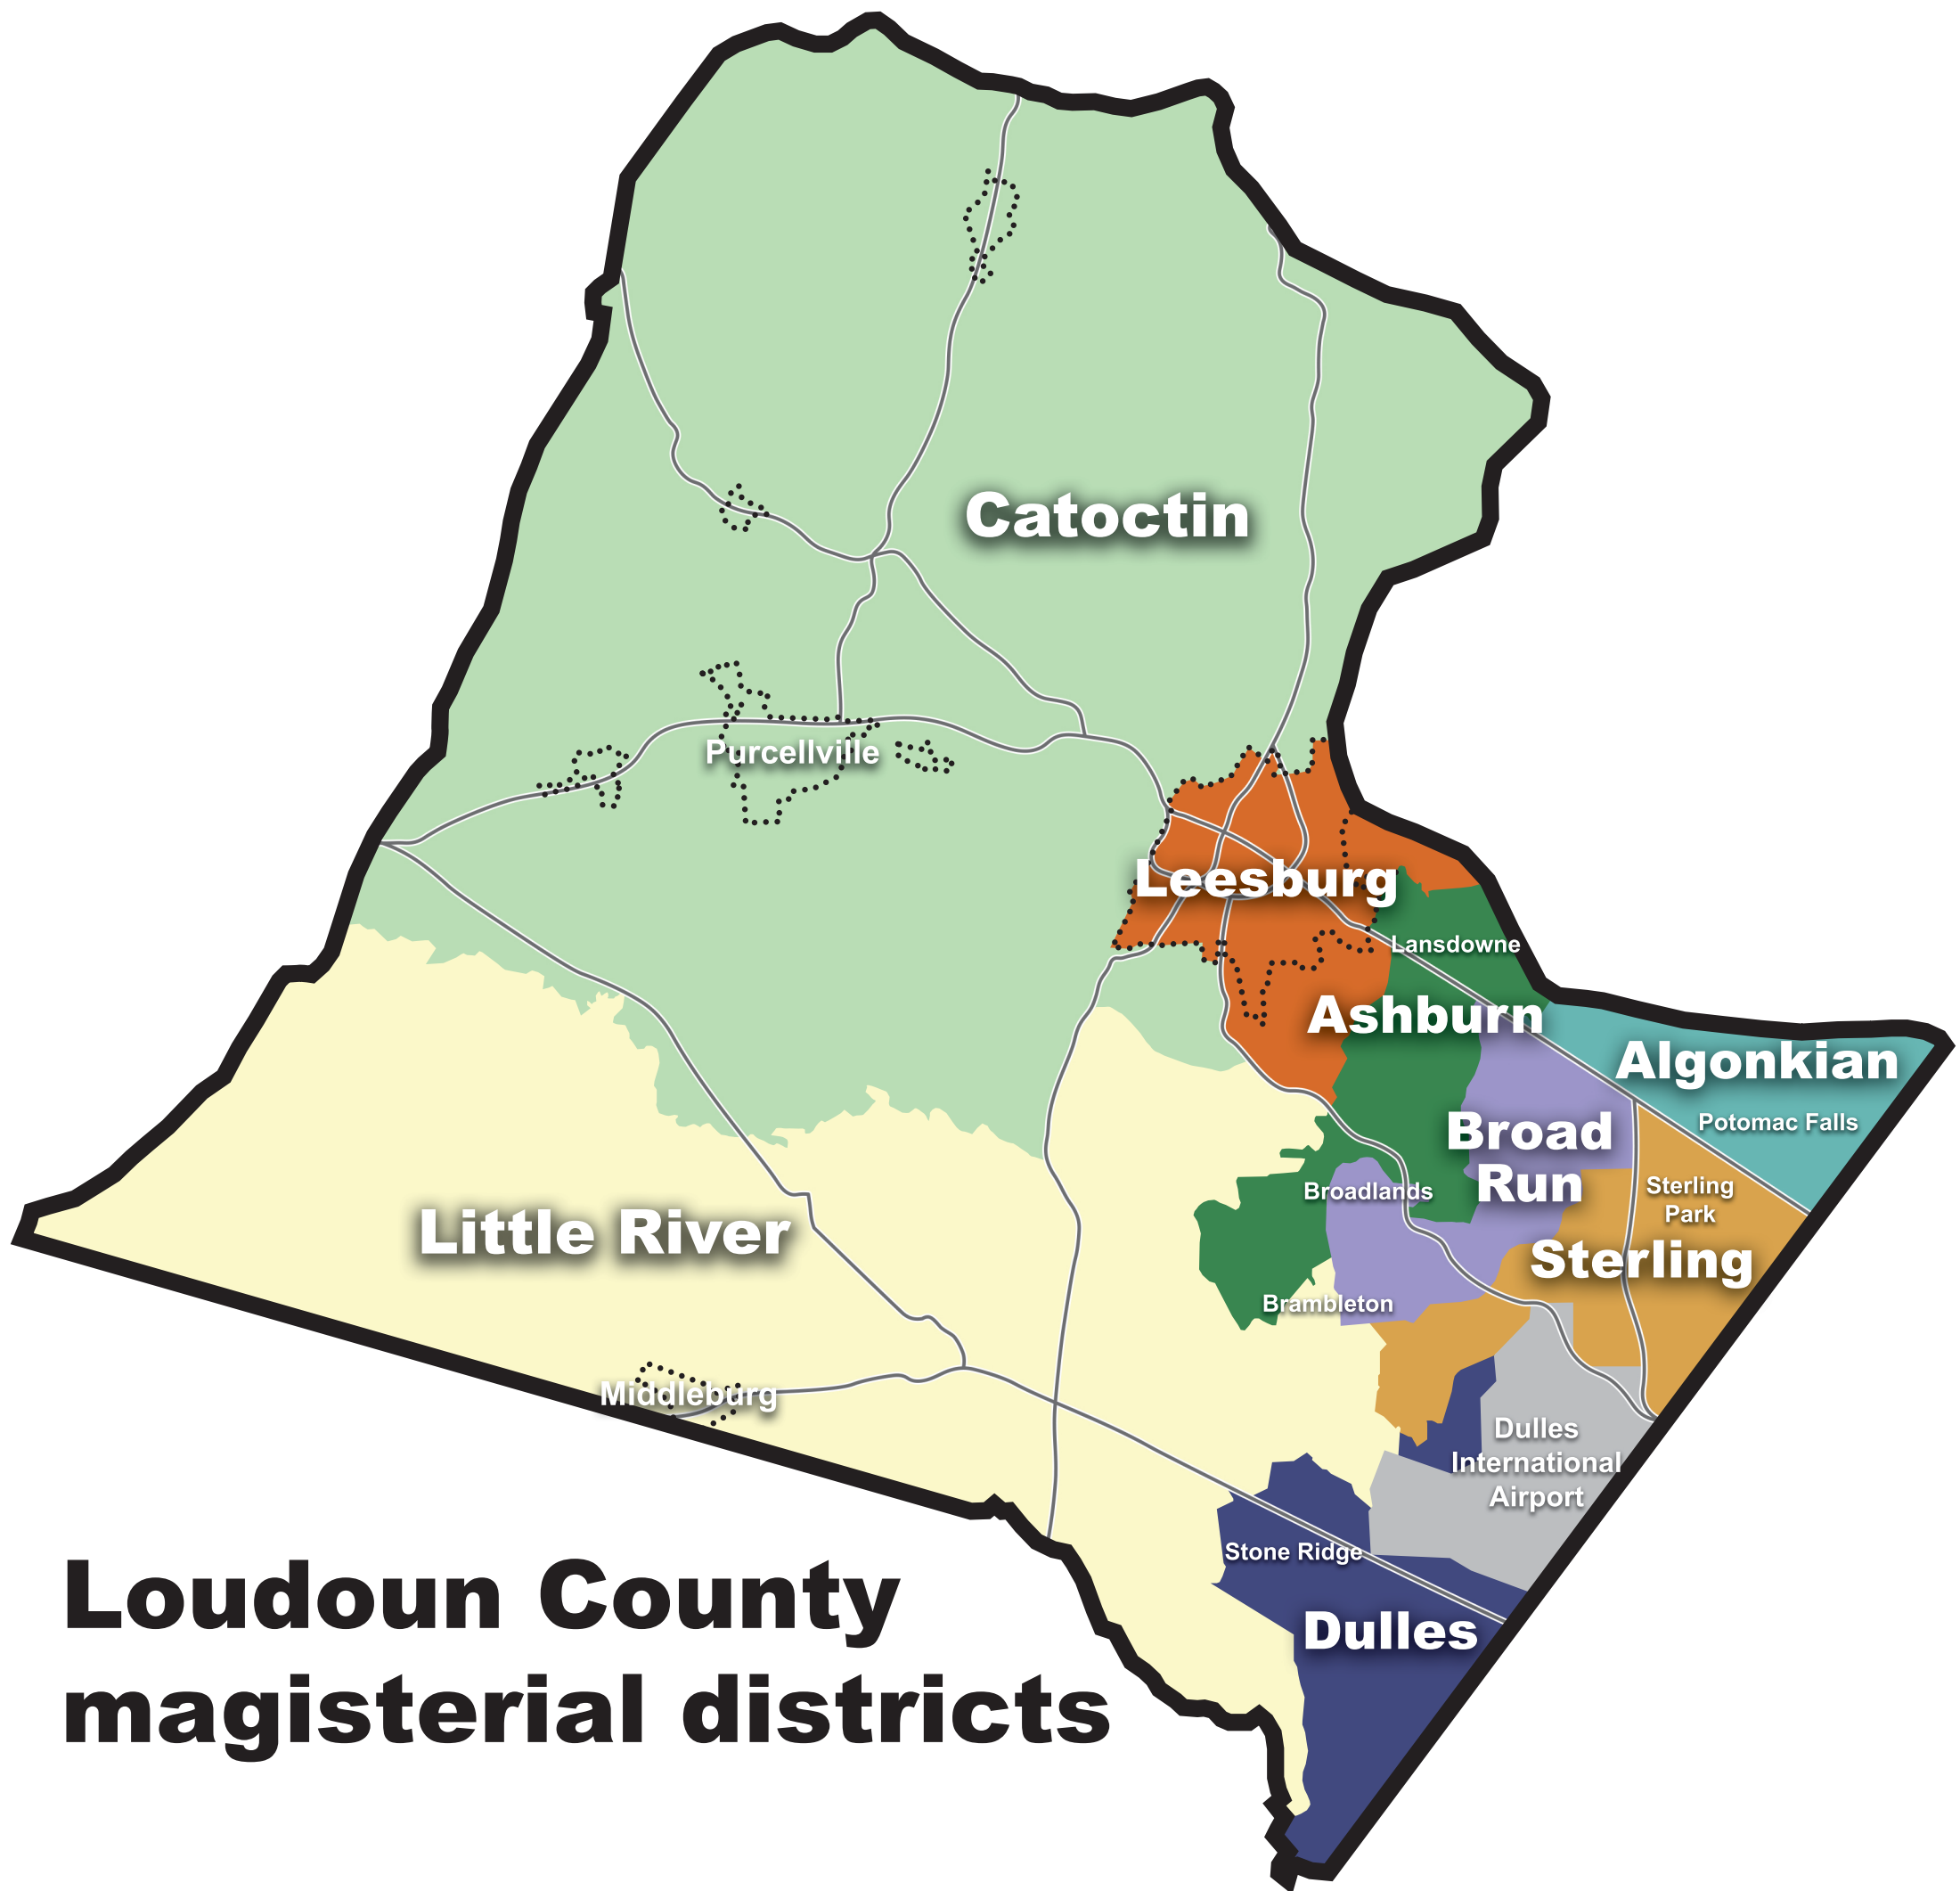 Catoctin
Purcellville
Leesburg
Lansdowne
Ashburn
Algonkian
Potomac Falls
Broad
Run
Broadlands
Sterling
Park
Sterling
Little River
Brambleton
Middleburg
Dulles
International
Airport
Stone Ridge
Dulles
Loudoun County
magisterial districts